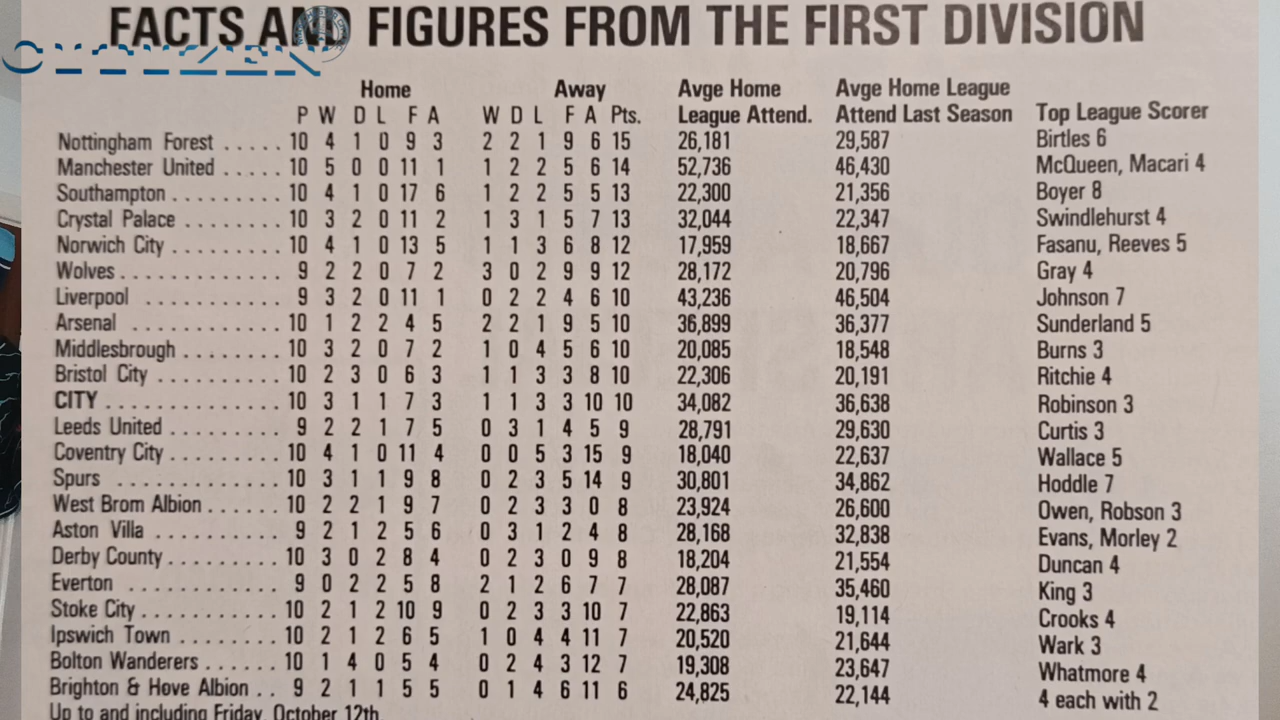 FACTS AND FIGURES FROM THE FIRST DIVISION
Home Away Avge Home Avge Home League
P W D L F A W D L F A Pts. League Attend. Attend Last Season Top League Scorer
Nottingham Forest ..... 10 4 1 0 9 3 2 2 1 9 6 15 26,181 29,587 Birtles 6
Manchester United ..... 10 5 0 0 11 1 1 2 2 5 6 14 52,736 46,430 McQueen, Macari 4
Southampton .......... 10 4 1 0 17 6 1 2 2 5 5 13 22,300 21,356 Boyer 8
Crystal Palace ......... 10 3 2 0 11 2 1 3 1 5 7 13 32,044 22,347 Swindlehurst 4
Norwich City .......... 10 4 1 0 13 5 1 1 3 6 8 12 17,959 18,667 Fasanu, Reeves 5
Wolves ............... 9 2 2 0 7 2 3 0 2 9 9 12 28,172 20,796 Gray 4
Liverpool ............ 9 3 2 0 11 1 0 2 2 4 6 10 43,236 46,504 Johnson 7
Arsenal .............. 10 1 2 2 4 5 2 2 1 9 5 10 36,899 36,377 Sunderland 5
Middlesbrough ........ 10 3 2 0 7 2 1 0 4 5 6 10 20,085 18,548 Burns 3
Bristol City ........... 10 2 3 0 6 3 1 1 3 3 8 10 22,306 20,191 Ritchie 4
CITY ................. 10 3 1 1 7 3 1 1 3 3 10 10 34,082 36,638 Robinson 3
Leeds United .......... 9 2 2 1 7 5 0 3 1 4 5 9 28,791 29,630 Curtis 3
Coventry City .......... 10 4 1 0 11 4 0 0 5 3 15 9 18,040 22,637 Wallace 5
Spurs ............... 10 3 1 1 9 8 0 2 3 5 14 9 30,801 34,862 Hoddle 7
West Brom Albion ...... 10 2 2 1 9 7 0 2 3 3 0 8 23,924 26,600 Owen, Robson 3
Aston Villa ........... 9 2 1 2 5 6 0 3 1 2 4 8 28,168 32,838 Evans, Morley 2
Derby County .......... 10 3 0 2 8 4 0 2 3 0 9 8 18,204 21,554 Duncan 4
Everton .............. 9 0 2 2 5 8 2 1 2 6 7 7 28,087 35,460 King 3
Stoke City ............ 10 2 1 2 10 9 0 2 3 3 10 7 22,863 19,114 Crooks 4
Ipswich Town ......... 10 2 1 2 6 5 1 0 4 4 11 7 20,520 21,644 Wark 3
Bolton Wanderers ...... 10 1 4 0 5 4 0 2 4 3 12 7 19,308 23,647 Whatmore 4
Brighton & Hove Albion .. 9 2 1 1 5 5 0 1 4 6 11 6 24,825 22,144 4 each with 2
Up to and including Friday, October 12th